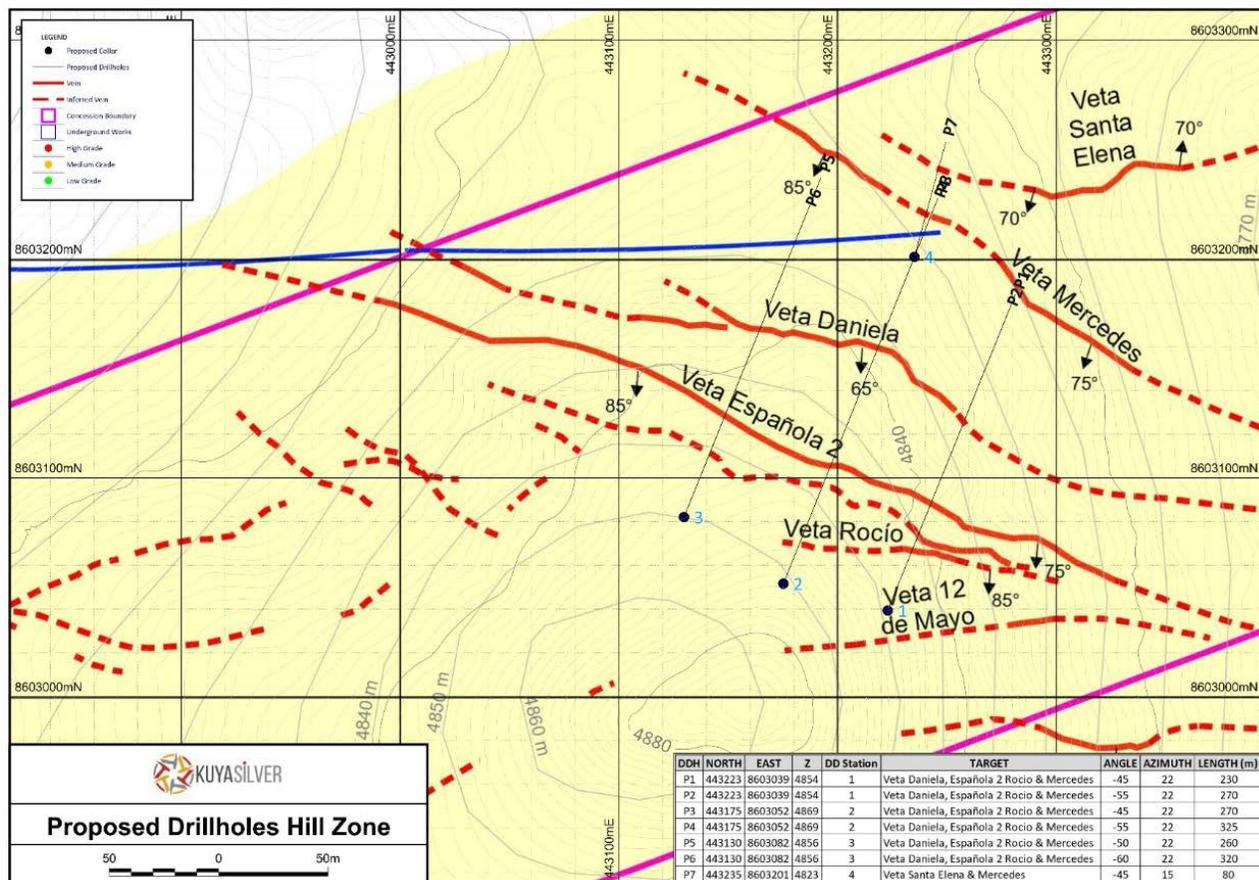 LEGEND
Proposed Collar
Proposed Drillholes
Vein
Inferred Vein
Concession Boundary
Underground Works
High Grade
Medium Grade
Low Grade
443000mE
443100mE
443200mE
443300mE
8603300mN
Veta
Santa
Elena
70°
P7
P5
85°
P6
70°
8603200mN
8603200mN
4770 m
4
P2
P1
Veta Mercedes
Veta Daniela
65°
75°
Veta Española 2
85°
4840
8603100mN
8603100mN
3
Veta Rocío
75°
2
Veta 12
de Mayo
85°
1
8603000mN
8603000mN
4840 m
4850 m
4860 m
4880
443100mE
KUYASILVER
Proposed Drillholes Hill Zone
50 0 50m
DDH NORTH EAST Z DD Station TARGET ANGLE AZIMUTH LENGTH (m)
P1 443223 8603039 4854 1 Veta Daniela, Española 2 Rocio & Mercedes -45 22 230
P2 443223 8603039 4854 1 Veta Daniela, Española 2 Rocio & Mercedes -55 22 270
P3 443175 8603052 4869 2 Veta Daniela, Española 2 Rocio & Mercedes -45 22 270
P4 443175 8603052 4869 2 Veta Daniela, Española 2 Rocio & Mercedes -55 22 325
P5 443130 8603082 4856 3 Veta Daniela, Española 2 Rocio & Mercedes -50 22 260
P6 443130 8603082 4856 3 Veta Daniela, Española 2 Rocio & Mercedes -60 22 320
P7 443235 8603201 4823 4 Veta Santa Elena & Mercedes -45 15 80